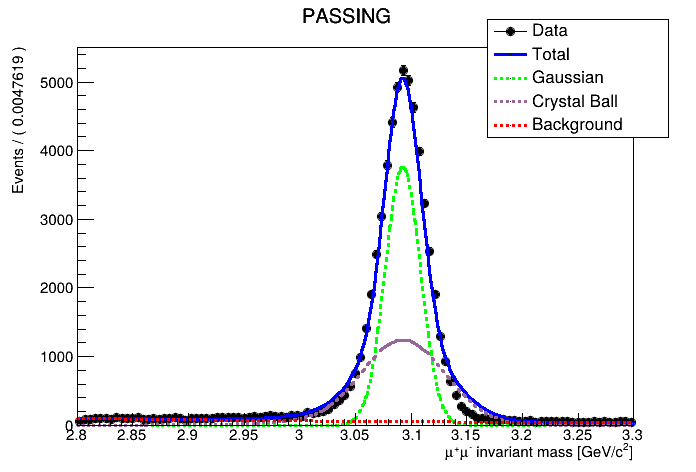 PASSING
Data
Total
Gaussian
Crystal Ball
Background
Events / ( 0.0047619 )
5000
4000
3000
2000
1000
0
2.8 2.85 2.9 2.95 3 3.05 3.1 3.15 3.2 3.25 3.3
μ⁺μ⁻ invariant mass [GeV/c²]